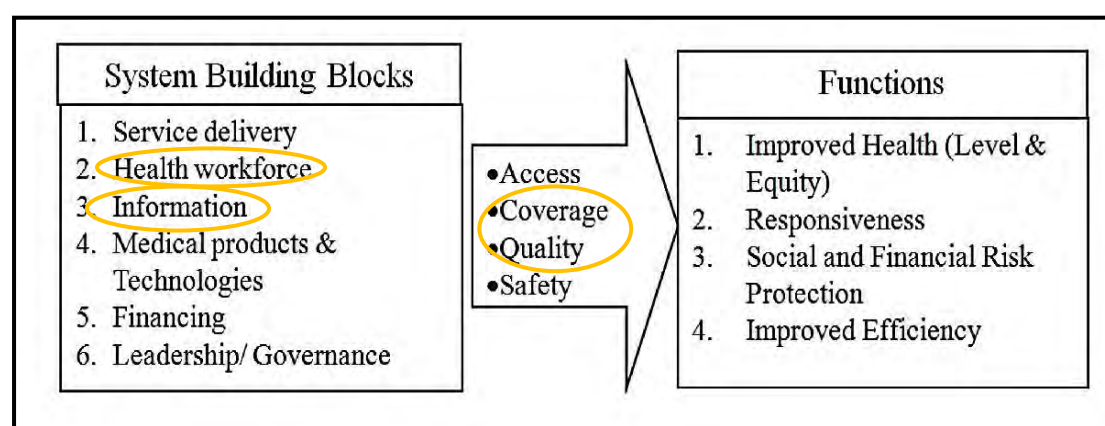 System Building Blocks
1. Service delivery
2. Health workforce
3. Information
4. Medical products &
Technologies
5. Financing
6. Leadership/ Governance
•Access
•Coverage
•Quality
•Safety
Functions
1. Improved Health (Level &
Equity)
2. Responsiveness
3. Social and Financial Risk
Protection
4. Improved Efficiency